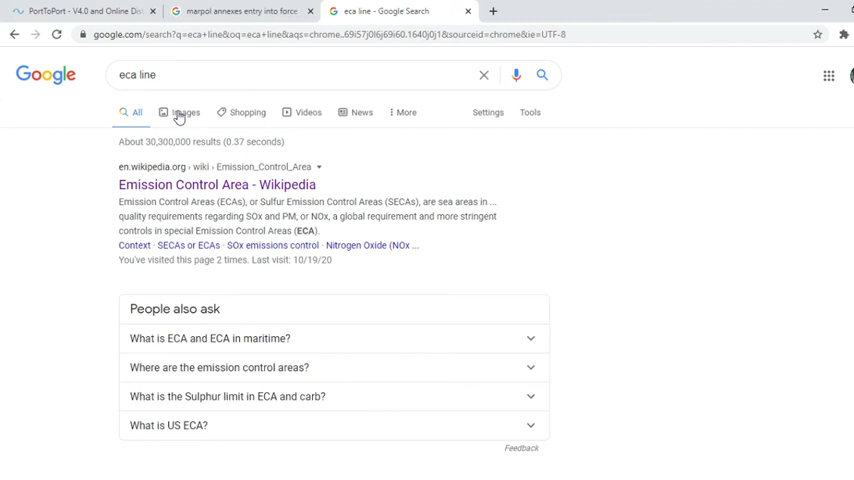 PortToPort - V4.0 and Online Dist
marpol annexes entry into force
eca line - Google Search
google.com/search?q=eca+line&oq=eca+line&aqs=chrome..69i57j0l6j69i60.1640j0j1&sourceid=chrome&ie=UTF-8
Google
eca line
All
Images
Shopping
Videos
News
More
Settings
Tools
About 30,300,000 results (0.37 seconds)
en.wikipedia.org › wiki › Emission_Control_Area
Emission Control Area - Wikipedia
Emission Control Areas (ECAs), or Sulfur Emission Control Areas (SECAs), are sea areas in ...
quality requirements regarding SOx and PM, or NOx, a global requirement and more stringent
controls in special Emission Control Areas (ECA).
Context · SECAs or ECAs · SOx emissions control · Nitrogen Oxide (NOx ...
You've visited this page 2 times. Last visit: 10/19/20
People also ask
What is ECA and ECA in maritime?
Where are the emission control areas?
What is the Sulphur limit in ECA and carb?
What is US ECA?
Feedback